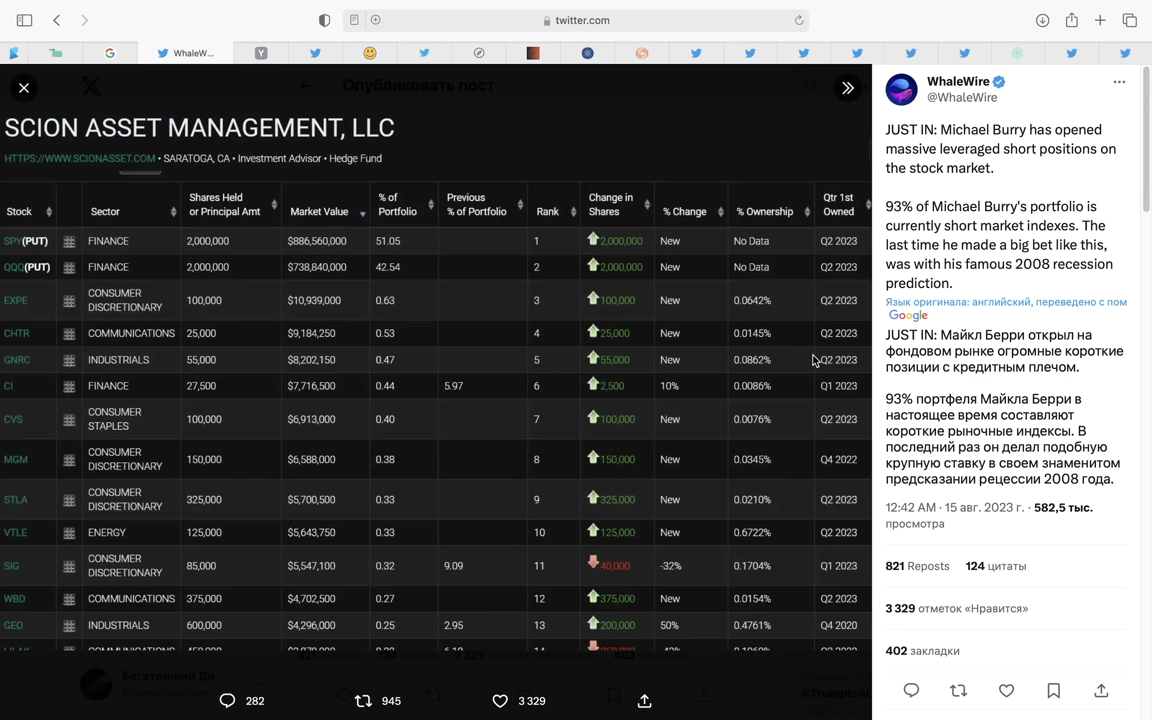 twitter.com
WhaleW...
Опубликовать пост
SCION ASSET MANAGEMENT, LLC
HTTPS://WWW.SCIONASSET.COM • SARATOGA, CA • Investment Advisor • Hedge Fund
Stock Sector Shares Held or Principal Amt Market Value % of Portfolio Previous % of Portfolio Rank Change in Shares % Change % Ownership Qtr 1st Owned
SPY(PUT) FINANCE 2,000,000 $886,560,000 51.05 1 2,000,000 New No Data Q2 2023
QQQ(PUT) FINANCE 2,000,000 $738,840,000 42.54 2 2,000,000 New No Data Q2 2023
EXPE CONSUMER DISCRETIONARY 100,000 $10,939,000 0.63 3 100,000 New 0.0642% Q2 2023
CHTR COMMUNICATIONS 25,000 $9,184,250 0.53 4 25,000 New 0.0145% Q2 2023
GNRC INDUSTRIALS 55,000 $8,202,150 0.47 5 55,000 New 0.0862% Q2 2023
CI FINANCE 27,500 $7,716,500 0.44 5.97 6 2,500 10% 0.0086% Q1 2023
CVS CONSUMER STAPLES 100,000 $6,913,000 0.40 7 100,000 New 0.0076% Q2 2023
MGM CONSUMER DISCRETIONARY 150,000 $6,588,000 0.38 8 150,000 New 0.0345% Q4 2022
STLA CONSUMER DISCRETIONARY 325,000 $5,700,500 0.33 9 325,000 New 0.0210% Q2 2023
VTLE ENERGY 125,000 $5,643,750 0.33 10 125,000 New 0.6722% Q2 2023
SIG CONSUMER DISCRETIONARY 85,000 $5,547,100 0.32 9.09 11 40,000 -32% 0.1704% Q1 2023
WBD COMMUNICATIONS 375,000 $4,702,500 0.27 12 375,000 New 0.0154% Q2 2023
GEO INDUSTRIALS 600,000 $4,296,000 0.25 2.95 13 200,000 50% 0.4761% Q4 2020
Богатейший Ди
282 945 3 329
WhaleWire
@WhaleWire
JUST IN: Michael Burry has opened
massive leveraged short positions on
the stock market.
93% of Michael Burry's portfolio is
currently short market indexes. The
last time he made a big bet like this,
was with his famous 2008 recession
prediction.
Язык оригинала: английский, переведено с пом
Google
JUST IN: Майкл Берри открыл на
фондовом рынке огромные короткие
позиции с кредитным плечом.
93% портфеля Майкла Берри в
настоящее время составляют
короткие рыночные индексы. В
последний раз он делал подобную
крупную ставку в своем знаменитом
предсказании рецессии 2008 года.
12:42 AM · 15 авг. 2023 г. · 582,5 тыс.
просмотра
821 Reposts 124 цитаты
3 329 отметок «Нравится»
402 закладки